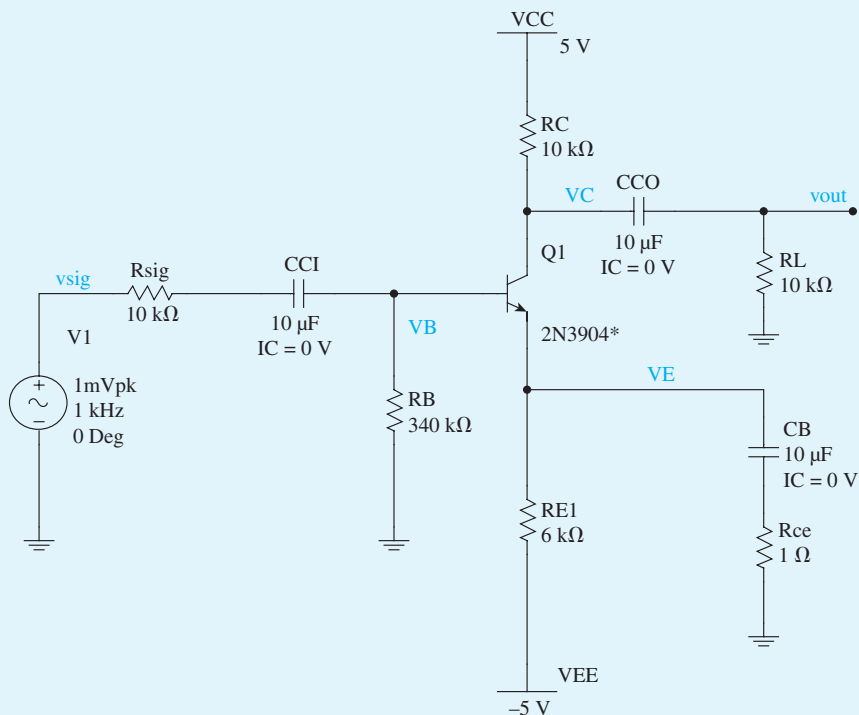 VCC
5 V
RC
10 kΩ
CCO
VC
vout
10 µF
IC = 0 V
Q1
RL
10 kΩ
Rsig
CCI
vsig
10 kΩ
10 µF
IC = 0 V
VB
V1
2N3904*
VE
1mVpk
1 kHz
0 Deg
+
–
RB
340 kΩ
CB
10 µF
IC = 0 V
RE1
6 kΩ
Rce
1 Ω
VEE
–5 V